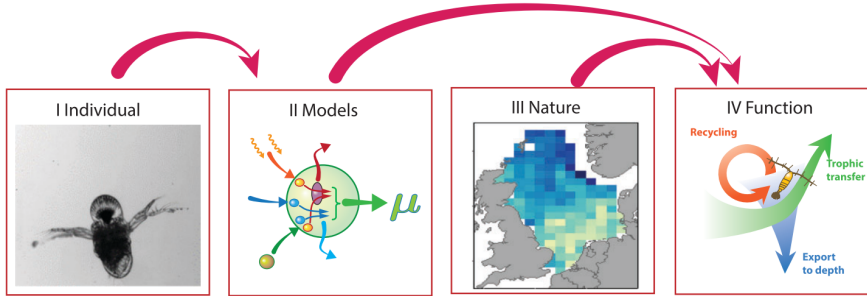 I Individual
II Models
III Nature
IV Function
μ
Recycling
Trophic
transfer
Export
to depth